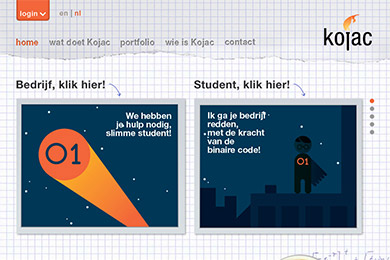 login
en | nl
kojac
home wat doet Kojac portfolio wie is Kojac contact
Bedrijf, klik hier!
Student, klik hier!
We hebben
je hulp nodig,
slimme student!
01
Ik ga je bedrijf
redden,
met de kracht
van de
binaire code!
01